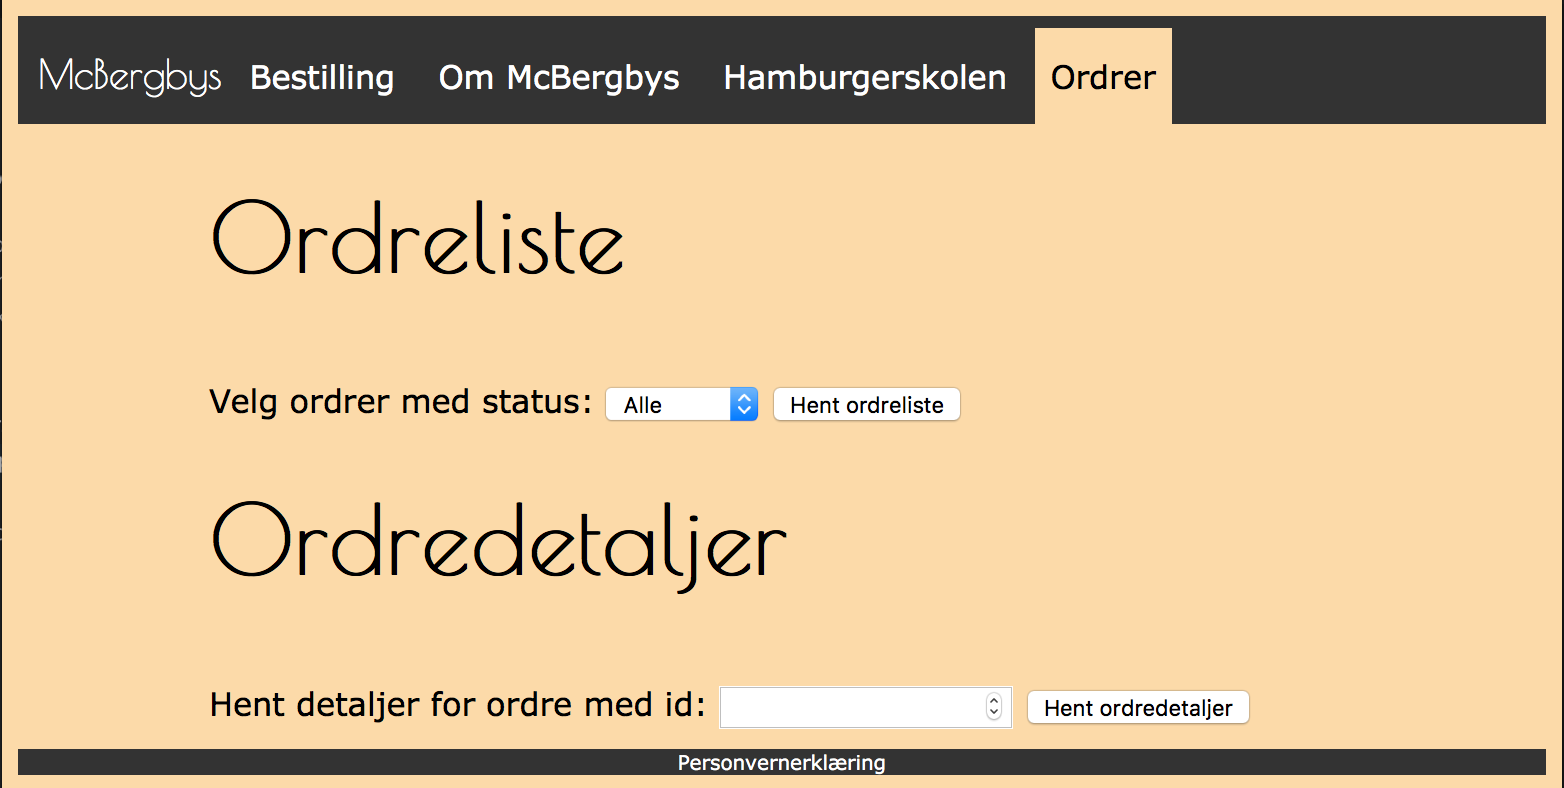 McBergbys Bestilling Om McBergbys Hamburgerskolen Ordrer
Ordreliste
Velg ordrer med status: Alle Hent ordreliste
Ordredetaljer
Hent detaljer for ordre med id: Hent ordredetaljer
Personvernerklæring